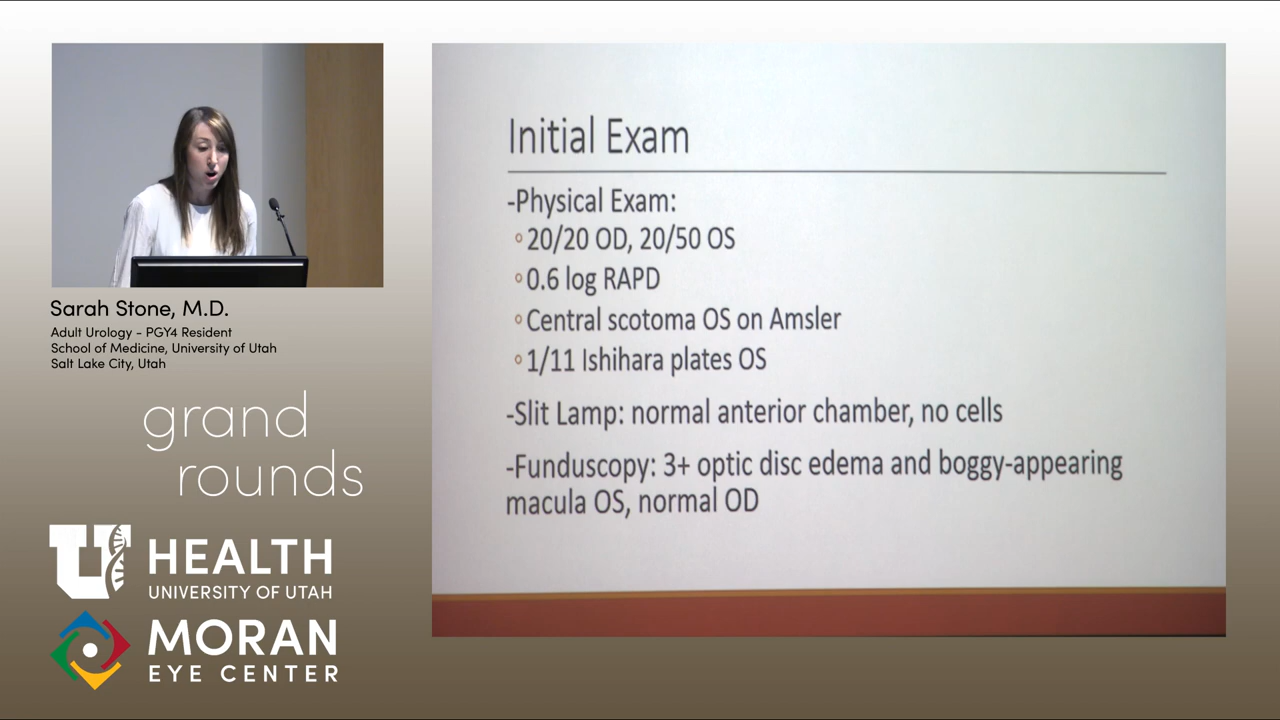 Sarah Stone, M.D.
Adult Urology - PGY4 Resident
School of Medicine, University of Utah
Salt Lake City, Utah
grand
rounds
U HEALTH
UNIVERSITY OF UTAH
MORAN
EYE CENTER
Initial Exam
-Physical Exam:
20/20 OD, 20/50 OS
0.6 log RAPD
Central scotoma OS on Amsler
1/11 Ishihara plates OS
-Slit Lamp: normal anterior chamber, no cells
-Funduscopy: 3+ optic disc edema and boggy-appearing
macula OS, normal OD